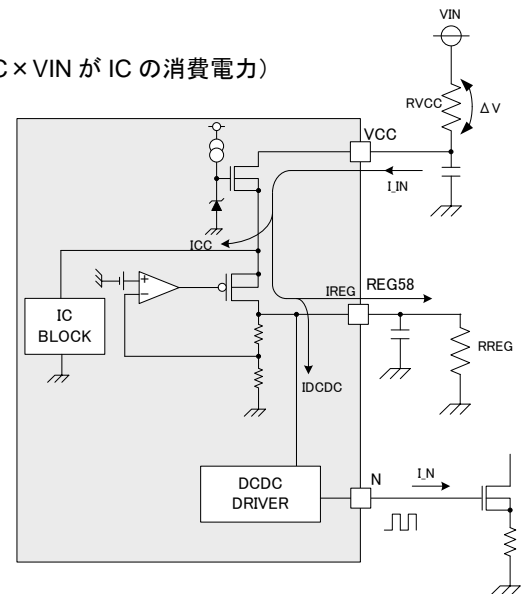 C×VIN が IC の消費電力）
VIN
RVCC
ΔV
VCC
I_IN
ICC
IREG
REG58
IC
BLOCK
RREG
IDCDC
DCDC
DRIVER
N
I_N